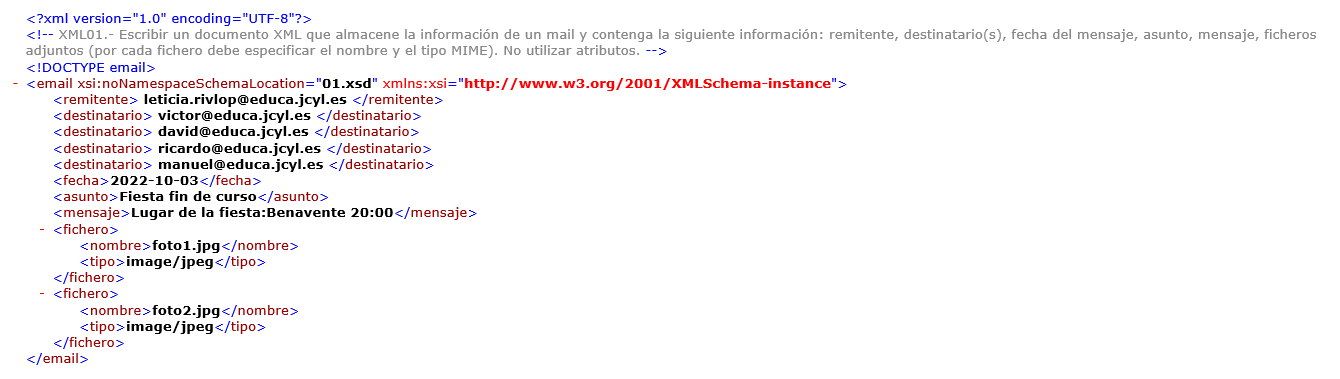 <?xml version="1.0" encoding="UTF-8"?>
<!-- XML01.- Escribir un documento XML que almacene la información de un mail y contenga la siguiente información: remitente, destinatario(s), fecha del mensaje, asunto, mensaje, ficheros
adjuntos (por cada fichero debe especificar el nombre y el tipo MIME). No utilizar atributos. -->
<!DOCTYPE email>
- <email xsi:noNamespaceSchemaLocation="01.xsd" xmlns:xsi="http://www.w3.org/2001/XMLSchema-instance">
<remitente> leticia.rivlop@educa.jcyl.es </remitente>
<destinatario> victor@educa.jcyl.es </destinatario>
<destinatario> david@educa.jcyl.es </destinatario>
<destinatario> ricardo@educa.jcyl.es </destinatario>
<destinatario> manuel@educa.jcyl.es </destinatario>
<fecha>2022-10-03</fecha>
<asunto>Fiesta fin de curso</asunto>
<mensaje>Lugar de la fiesta:Benavente 20:00</mensaje>
- <fichero>
<nombre>foto1.jpg</nombre>
<tipo>image/jpeg</tipo>
</fichero>
- <fichero>
<nombre>foto2.jpg</nombre>
<tipo>image/jpeg</tipo>
</fichero>
</email>